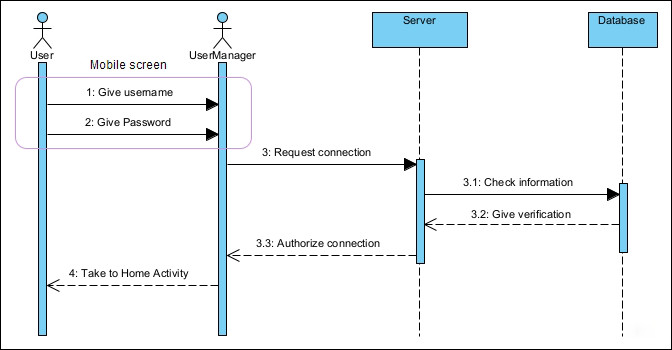 Server
Database
User
UserManager
Mobile screen
1: Give username
2: Give Password
3: Request connection
3.1: Check information
3.2: Give verification
3.3: Authorize connection
4: Take to Home Activity